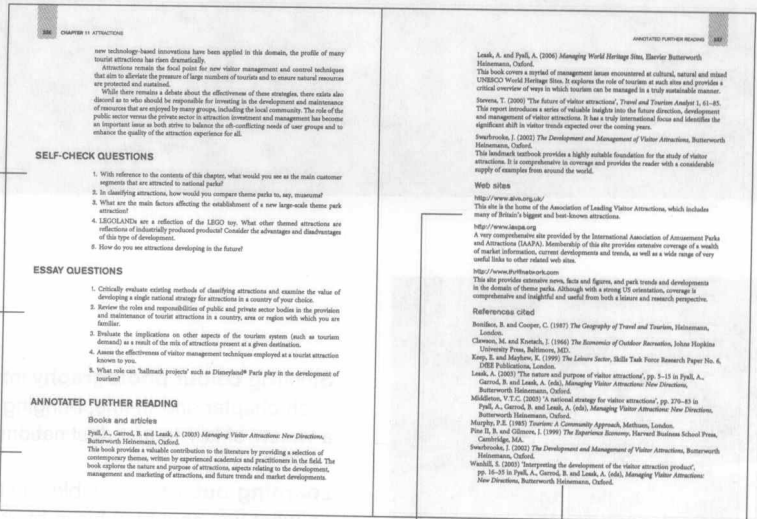 386 CHAPTER 11 ATTRACTIONS
new technology-based innovations have been applied in this domain, the profile of many
tourist attractions has risen dramatically.
Attractions remain the focal point for new visitor management and control techniques
that aim to alleviate the pressure of large numbers of tourists and to ensure natural resources
are protected and sustained.
While there remains a debate about the effectiveness of these strategies, there exists also
discord as to who should be responsible for investing in the development and maintenance
of resources that are enjoyed by many groups, including the local community. The role of the
public sector versus the private sector in attraction investment and management has become
an important issue as both strive to balance the oft-conflicting needs of user groups and to
enhance the quality of the attraction experience for all.
SELF-CHECK QUESTIONS
1. With reference to the contents of this chapter, what would you see as the main customer
segments that are attracted to national parks?
2. In classifying attractions, how would you compare theme parks to, say, museums?
3. What are the main factors affecting the establishment of a new large-scale theme park
attraction?
4. LEGOLANDs are a reflection of the LEGO toy. What other themed attractions are
reflections of industrially produced products? Consider the advantages and disadvantages
of this type of development.
5. How do you see attractions developing in the future?
ESSAY QUESTIONS
1. Critically evaluate existing methods of classifying attractions and examine the value of
developing a single national strategy for attractions in a country of your choice.
2. Review the roles and responsibilities of public and private sector bodies in the provision
and maintenance of tourist attractions in a country, area or region with which you are
familiar.
3. Evaluate the implications on other aspects of the tourism system (such as tourism
demand) as a result of the mix of attractions present at a given destination.
4. Assess the effectiveness of visitor management techniques employed at a tourist attraction
known to you.
5. What role can 'hallmark projects' such as Disneyland® Paris play in the development of
tourism?
ANNOTATED FURTHER READING
Books and articles
Fyall, A., Garrod, B. and Leask, A. (2003) Managing Visitor Attractions: New Directions,
Butterworth Heinemann, Oxford.
This book provides a valuable contribution to the literature by providing a selection of
contemporary themes, written by experienced academics and practitioners in the field. The
book explores the nature and purpose of attractions, aspects relating to the development,
management and marketing of attractions, and future trends and market developments.
ANNOTATED FURTHER READING 387
Leask, A. and Fyall, A. (2006) Managing World Heritage Sites, Elsevier Butterworth
Heinemann, Oxford.
This book covers a myriad of management issues encountered at cultural, natural and mixed
UNESCO World Heritage Sites. It explores the role of tourism at such sites and provides a
critical overview of ways in which tourism can be managed in a truly sustainable manner.
Stevens, T. (2000) 'The future of visitor attractions', Travel and Tourism Analyst 1, 61–85.
This report introduces a series of valuable insights into the future direction, development
and management of visitor attractions. It has a truly international focus and identifies the
significant shift in visitor trends expected over the coming years.
Swarbrooke, J. (2002) The Development and Management of Visitor Attractions, Butterworth
Heinemann, Oxford.
This landmark textbook provides a highly suitable foundation for the study of visitor
attractions. It is comprehensive in coverage and provides the reader with a considerable
supply of examples from around the world.
Web sites
http://www.alva.org.uk/
This site is the home of the Association of Leading Visitor Attractions, which includes
many of Britain's biggest and best-known attractions.
http://www.iaapa.org
A very comprehensive site provided by the International Association of Amusement Parks
and Attractions (IAAPA). Membership of this site provides extensive coverage of a wealth
of market information, current developments and trends, as well as a wide range of very
useful links to other related web sites.
http://www.thrillnetwork.com
This site provides extensive news, facts and figures, and park trends and developments
in the domain of theme parks. Although with a strong US orientation, coverage is
comprehensive and insightful and useful from both a leisure and research perspective.
References cited
Boniface, B. and Cooper, C. (1987) The Geography of Travel and Tourism, Heinemann,
London.
Clawson, M. and Knetsch, J. (1966) The Economics of Outdoor Recreation, Johns Hopkins
University Press, Baltimore, MD.
Keep, E. and Mayhew, K. (1999) The Leisure Sector, Skills Task Force Research Paper No. 6,
DfEE Publications, London.
Leask, A. (2003) 'The nature and purpose of visitor attractions', pp. 5–15 in Fyall, A.,
Garrod, B. and Leask, A. (eds), Managing Visitor Attractions: New Directions,
Butterworth Heinemann, Oxford.
Middleton, V.T.C. (2003) 'A national strategy for visitor attractions', pp. 270–83 in
Fyall, A., Garrod, B. and Leask, A. (eds), Managing Visitor Attractions: New Directions,
Butterworth Heinemann, Oxford.
Murphy, P.E. (1985) Tourism: A Community Approach, Methuen, London.
Pine II, B. and Gilmore, J. (1999) The Experience Economy, Harvard Business School Press,
Cambridge, MA.
Swarbrooke, J. (2002) The Development and Management of Visitor Attractions, Butterworth
Heinemann, Oxford.
Wanhill, S. (2003) 'Interpreting the development of the visitor attraction product',
pp. 16–35 in Fyall, A., Garrod, B. and Leask, A. (eds), Managing Visitor Attractions:
New Directions, Butterworth Heinemann, Oxford.